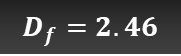 D_f = 2.46